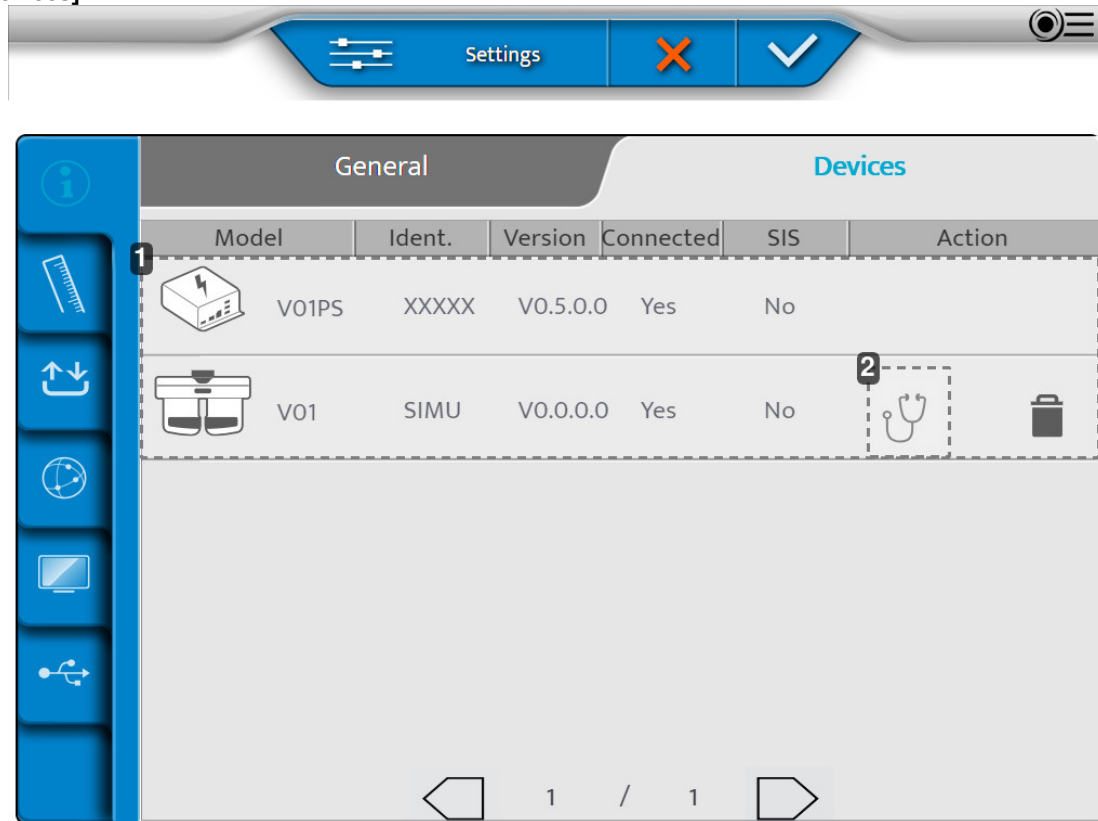 Settings
General Devices
Model Ident. Version Connected SIS Action
1
V01PS XXXXX V0.5.0.0 Yes No
2
V01 SIMU V0.0.0.0 Yes No
1 / 1